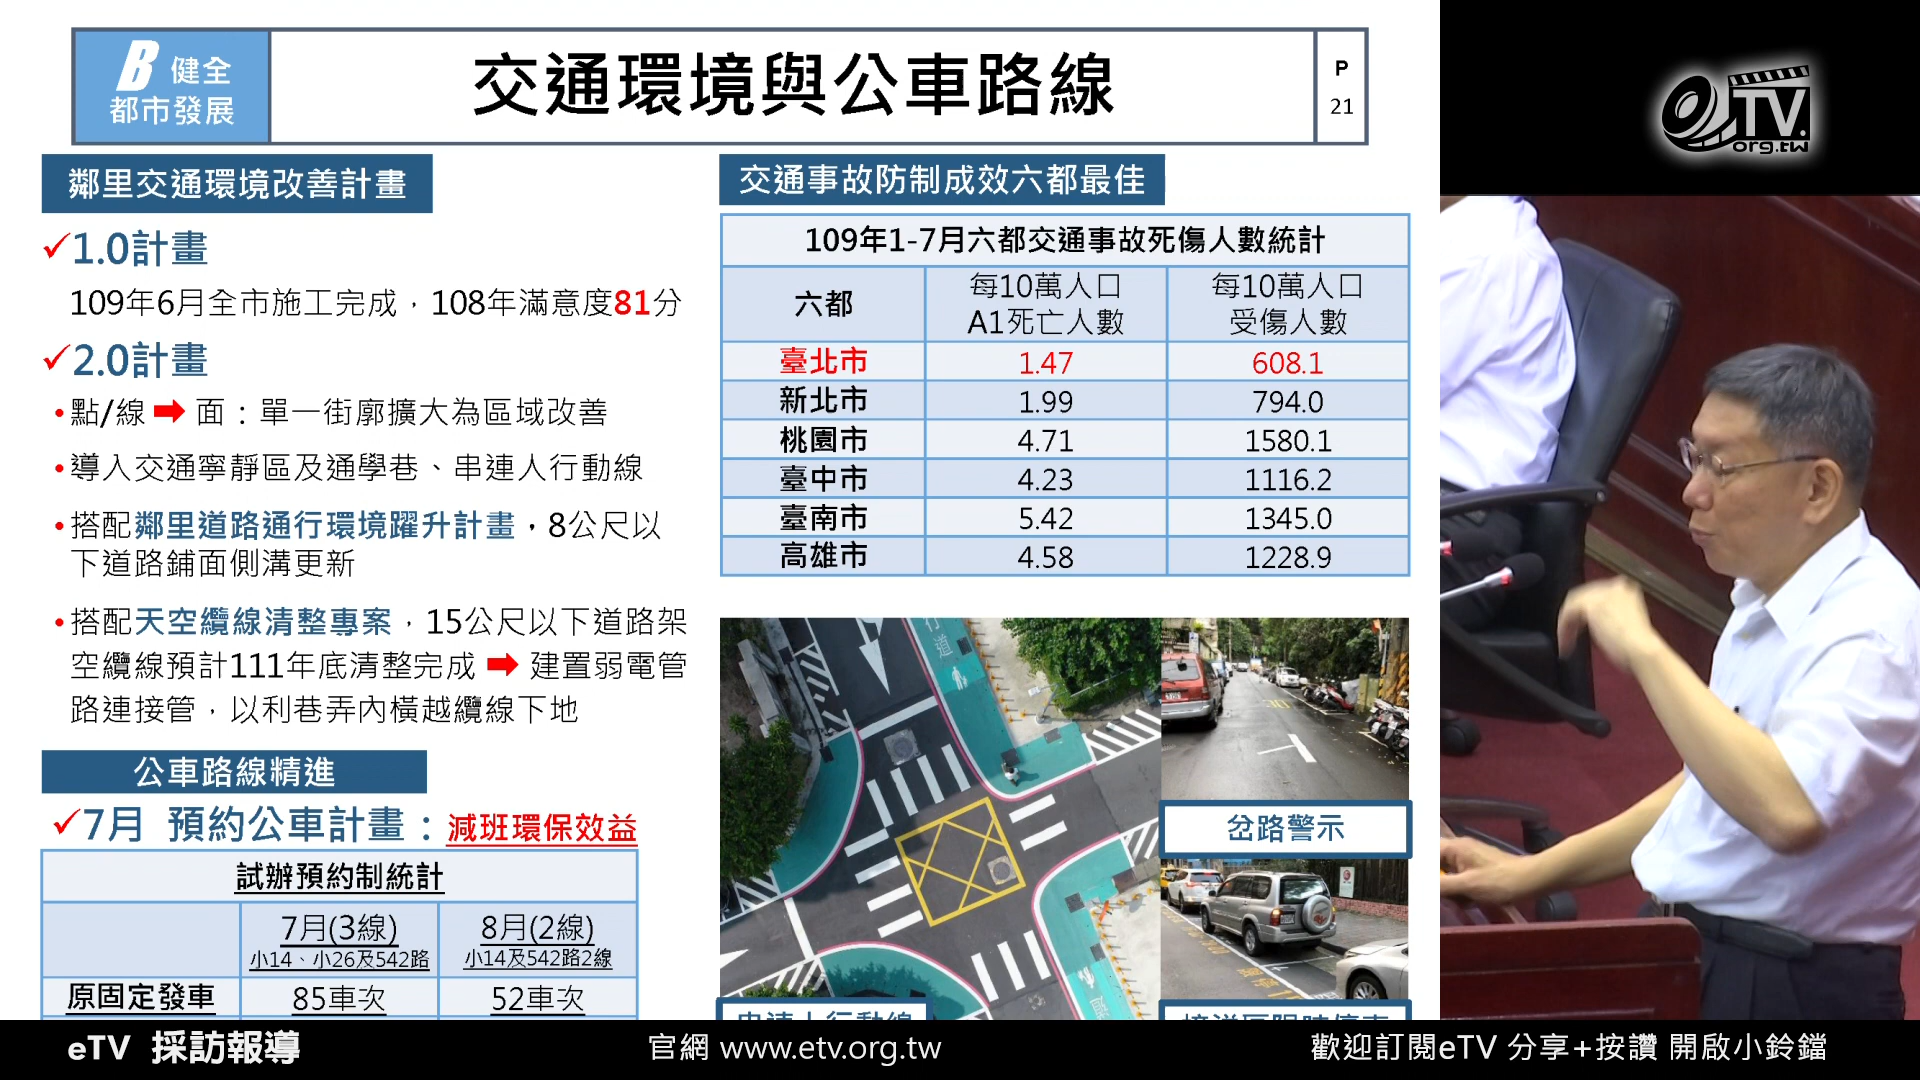 B 健全
都市發展
交通環境與公車路線
P
21
鄰里交通環境改善計畫
✓1.0計畫
109年6月全市施工完成，108年滿意度81分
✓2.0計畫
•點/線➡面：單一街廓擴大為區域改善
•導入交通寧靜區及通學巷、串連人行動線
•搭配鄰里道路通行環境躍升計畫，8公尺以
下道路鋪面側溝更新
•搭配天空纜線清整專案，15公尺以下道路架
空纜線預計111年底清整完成➡建置弱電管
路連接管，以利巷弄內橫越纜線下地
公車路線精進
✓7月 預約公車計畫：減班環保效益
試辦預約制統計
7月(3線) 8月(2線)
小14、小26及542路 小14及542路2線
原固定發車 85車次 52車次
交通事故防制成效六都最佳
109年1-7月六都交通事故死傷人數統計
六都 每10萬人口 每10萬人口
A1死亡人數 受傷人數
臺北市 1.47 608.1
新北市 1.99 794.0
桃園市 4.71 1580.1
臺中市 4.23 1116.2
臺南市 5.42 1345.0
高雄市 4.58 1228.9
行道
岔路警示
串連人行動線
eTV.
org.tw
eTV 採訪報導
官網 www.etv.org.tw
歡迎訂閱eTV 分享+按讚 開啟小鈴鐺